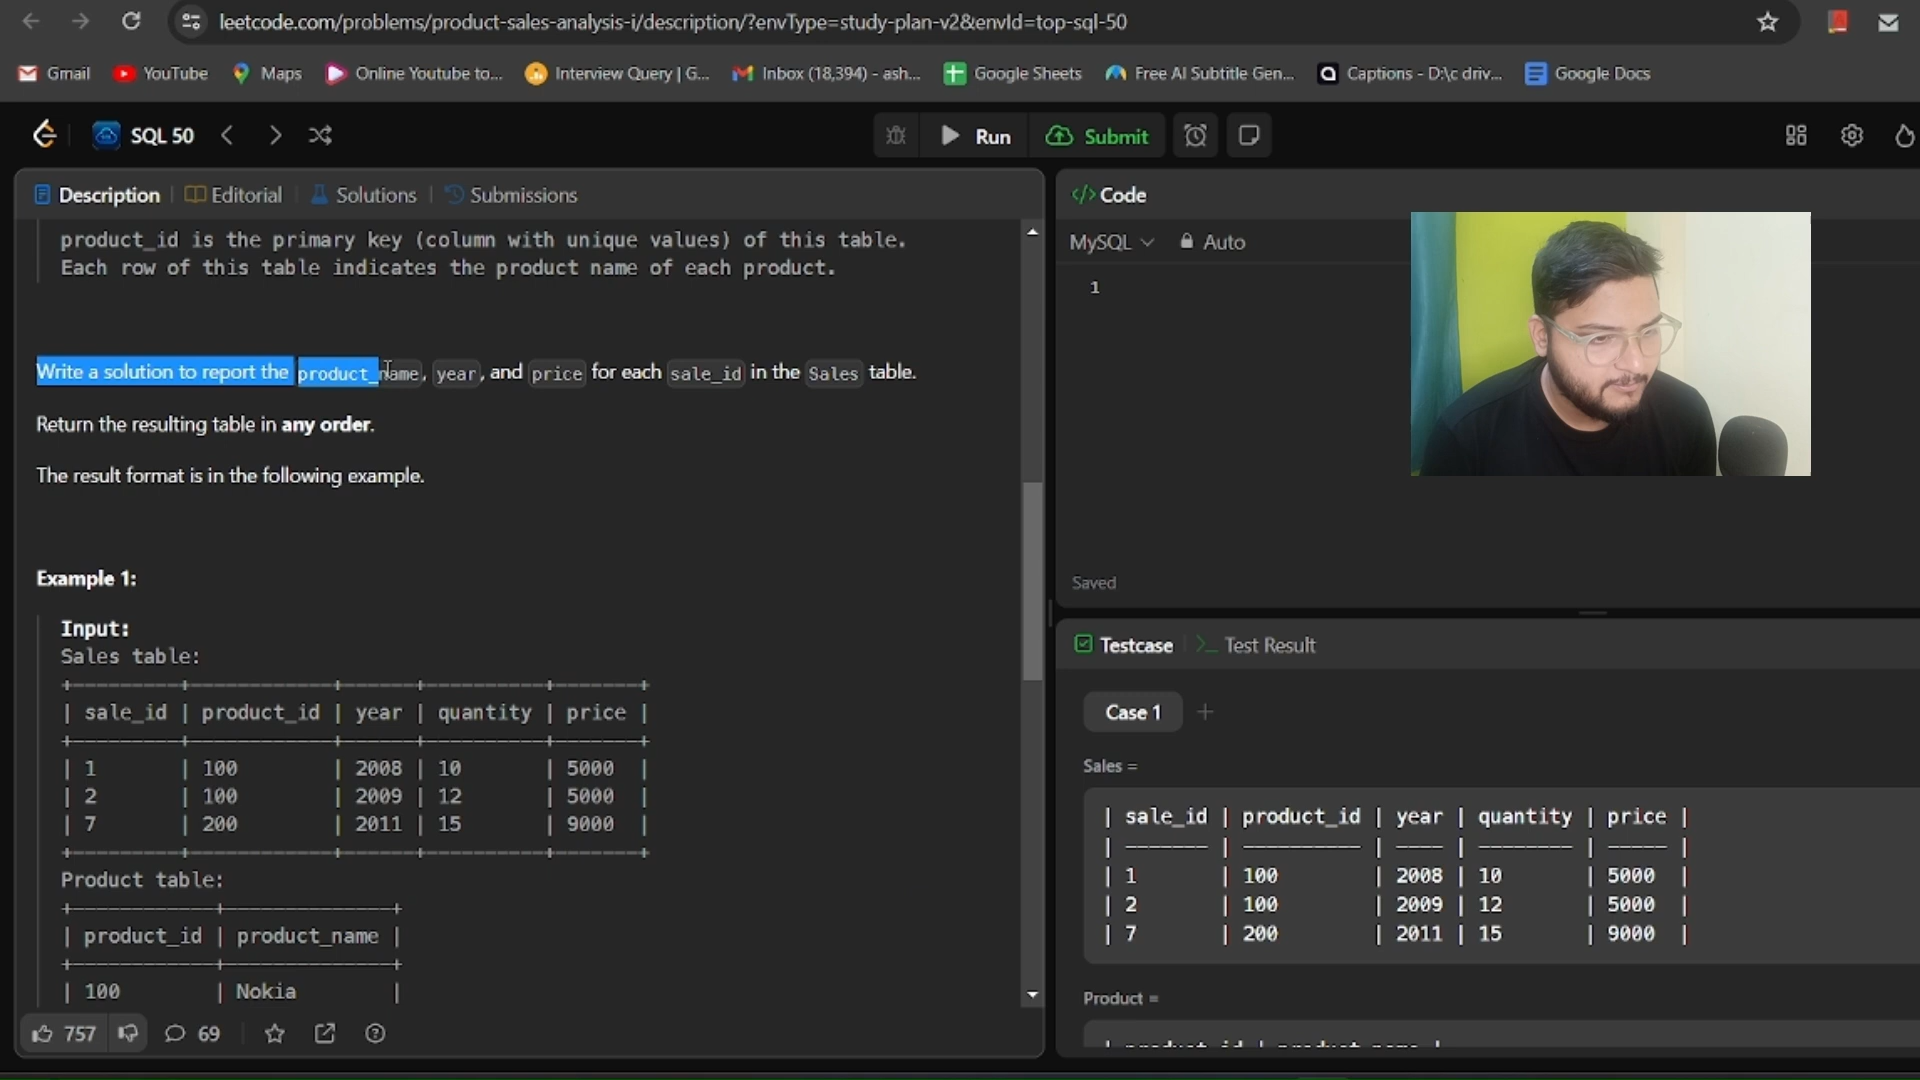 leetcode.com/problems/product-sales-analysis-i/description/?envType=study-plan-v2&envId=top-sql-50
Gmail YouTube Maps Online Youtube to... Interview Query | G... Inbox (18,394) - ash... Google Sheets Free AI Subtitle Gen... Captions - D:\c driv... Google Docs
SQL 50 Run Submit
Description Editorial Solutions Submissions
product_id is the primary key (column with unique values) of this table.
Each row of this table indicates the product name of each product.
Write a solution to report the product_name, year, and price for each sale_id in the Sales table.
Return the resulting table in any order.
The result format is in the following example.
Example 1:
Input:
Sales table:
+---------+------------+------+----------+-------+
| sale_id | product_id | year | quantity | price |
+---------+------------+------+----------+-------+
| 1 | 100 | 2008 | 10 | 5000 |
| 2 | 100 | 2009 | 12 | 5000 |
| 7 | 200 | 2011 | 15 | 9000 |
+---------+------------+------+----------+-------+
Product table:
+------------+--------------+
| product_id | product_name |
+------------+--------------+
| 100 | Nokia |
757 69
</> Code
MySQL Auto
1
Saved
Testcase >_ Test Result
Case 1 +
Sales =
| sale_id | product_id | year | quantity | price |
| ------- | ---------- | ---- | -------- | ----- |
| 1 | 100 | 2008 | 10 | 5000 |
| 2 | 100 | 2009 | 12 | 5000 |
| 7 | 200 | 2011 | 15 | 9000 |
Product =